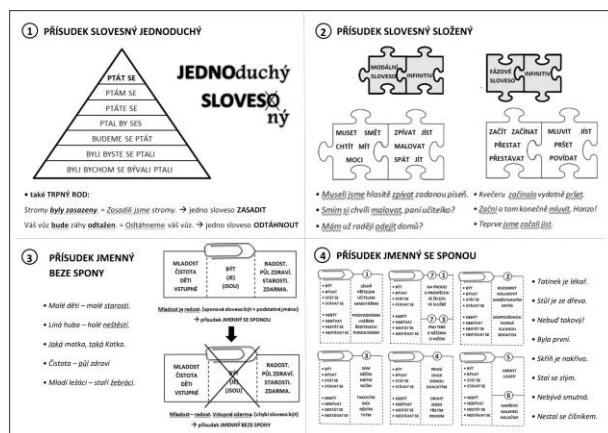 1 PŘÍSUDEK SLOVESNÝ JEDNODUCHÝ
PTÁT SE
PTÁM SE
PTÁTE SE
PTAL BY SES
BUDEME SE PTÁT
BYLI BYSTE SE PTALI
BYLI BYCHOM SE BÝVALI PTALI
JEDNOduchý
SLOVESný
• také TRPNÝ ROD:
Stromy byly zasazeny. = Zasadili jsme stromy. → jedno sloveso ZASADIT
Váš vůz bude záhy odtažen. = Odtáhneme váš vůz. → jedno sloveso ODTÁHNOUT
2 PŘÍSUDEK SLOVESNÝ SLOŽENÝ
MODÁLNÍ SLOVESO
INFINITIV
FÁZOVÉ SLOVESO
INFINITIV
MUSET SMĚT
CHTÍT MÍT
MOCI
ZPÍVAT JÍST
MALOVAT
SPÁT JÍT
ZAČÍT ZAČÍNAT
PŘESTAT
PŘESTÁVAT
MLUVIT JÍST
PRŠET
POVÍDAT
• Museli jsme hlasitě zpívat zadanou píseň.
• Smím si chvíli malovat, paní učitelko?
• Mám už raději odejít domů?
• Kvečeru začínalo vydatně pršet.
• Začni o tom konečně mluvit, Hanzo!
• Teprve jsme začali jíst.
3 PŘÍSUDEK JMENNÝ
BEZE SPONY
• Malé děti – malé starosti.
• Líná huba – holé neštěstí.
• Jaká matka, taká Katka.
• Čistota – půl zdraví
• Mladí ležáci – staří žebráci.
MLADOST
ČISTOTA
DĚTI
VSTUPNÉ
BÝT
(JE)
(JSOU)
RADOST.
PŮL ZDRAVÍ.
STAROSTI.
ZDARMA.
Mladost je radost. (sponové sloveso být + podstatné jméno)
→ přísudek JMENNÝ SE SPONOU
MLADOST
ČISTOTA
DĚTI
VSTUPNÉ
RADOST.
PŮL ZDRAVÍ.
STAROSTI.
ZDARMA.
Mladost – radost. Vstupné zdarma. (chybí sloveso být)
→ přísudek JMENNÝ BEZE SPONY
4 PŘÍSUDEK JMENNÝ SE SPONOU
• Tatínek je lékař.
• Stůl je ze dřeva.
• Nebuď takový!
• Byla první.
• Skříň je nakřivo.
• Stal se zlým.
• Nebývá smutná.
• Nestal se číšníkem.